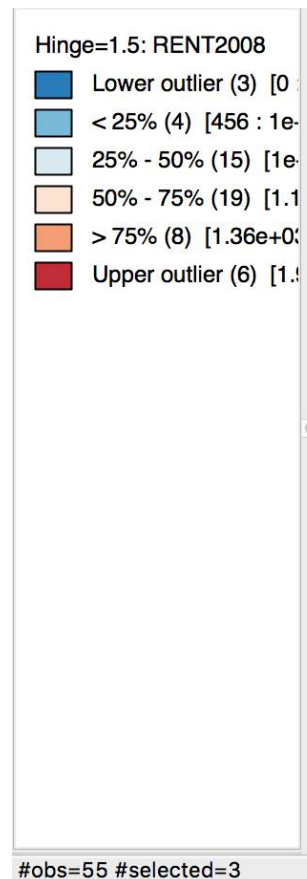 Hinge=1.5: RENT2008
Lower outlier (3) [0 :
< 25% (4) [456 : 1e-
25% - 50% (15) [1e-
50% - 75% (19) [1.1
> 75% (8) [1.36e+03
Upper outlier (6) [1.9
#obs=55 #selected=3